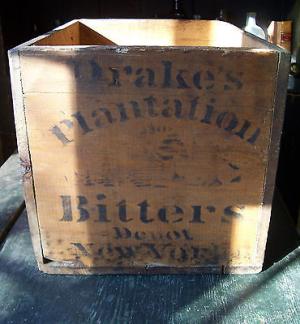 Drake's
Plantation
Bitters
Depot
New York